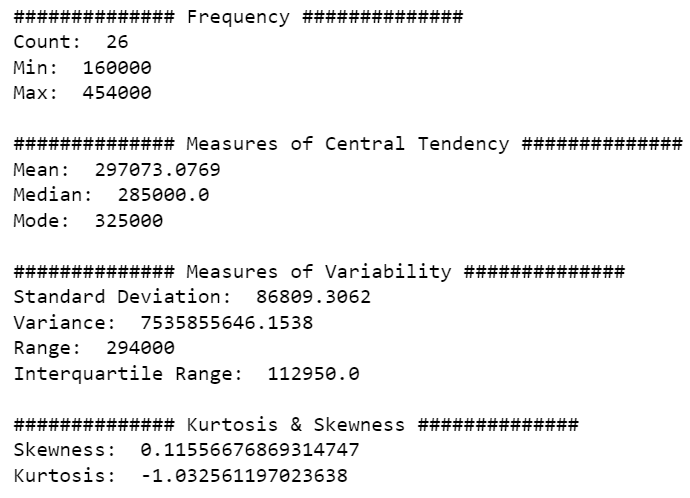 ############## Frequency ##############
Count:  26
Min:  160000
Max:  454000
############## Measures of Central Tendency ##############
Mean:  297073.0769
Median:  285000.0
Mode:  325000
############## Measures of Variability ##############
Standard Deviation:  86809.3062
Variance:  7535855646.1538
Range:  294000
Interquartile Range:  112950.0
############## Kurtosis & Skewness ##############
Skewness:  0.11556676869314747
Kurtosis:  -1.032561197023638